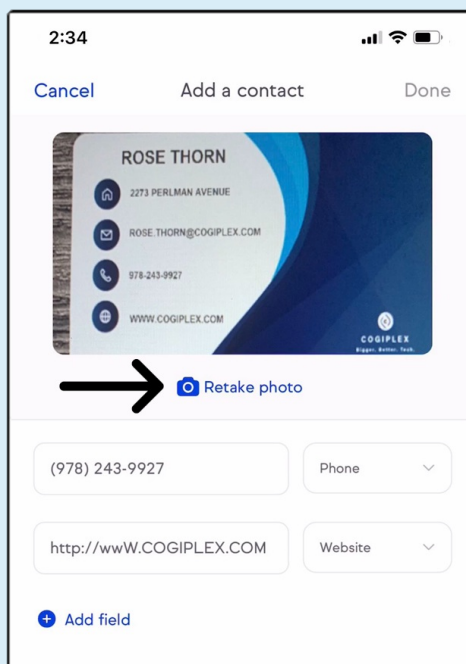 2:34
Cancel Add a contact Done
ROSE THORN
2273 PERLMAN AVENUE
ROSE.THORN@COGIPLEX.COM
978-243-9927
WWW.COGIPLEX.COM
COGIPLEX
Bigger. Better. Tech.
Retake photo
(978) 243-9927 Phone
http://wwW.COGIPLEX.COM Website
Add field